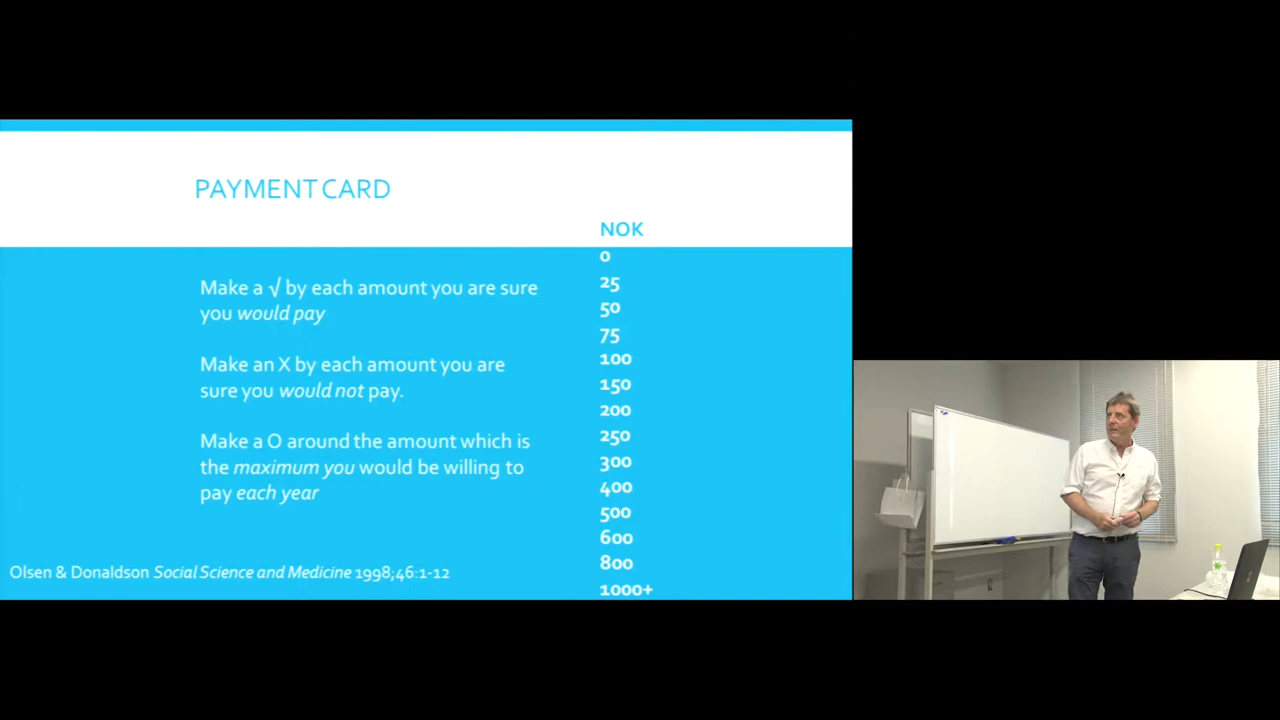 PAYMENT CARD
NOK
0
25
50
75
100
150
200
250
300
400
500
600
800
1000+
Make a √ by each amount you are sure
you would pay
Make an X by each amount you are
sure you would not pay.
Make a O around the amount which is
the maximum you would be willing to
pay each year
Olsen & Donaldson Social Science and Medicine 1998;46:1-12